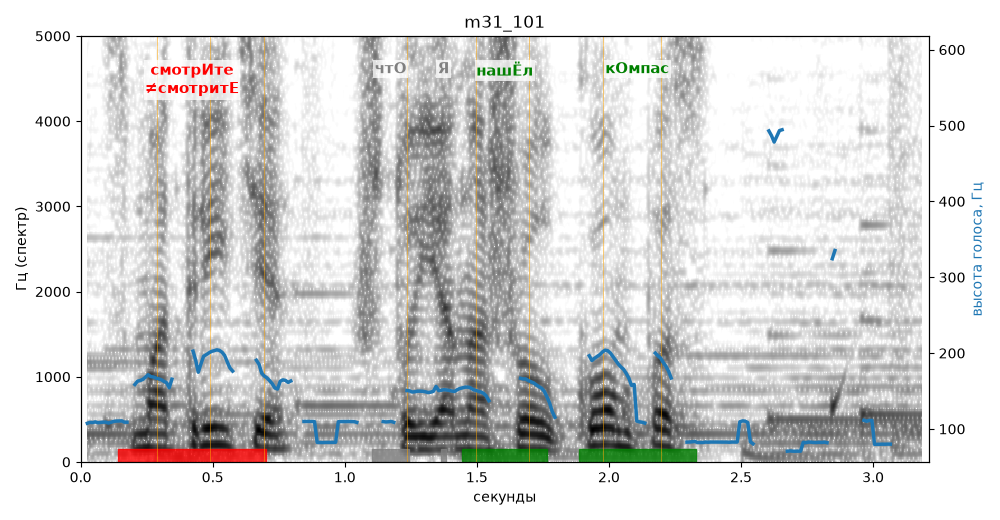 m31_101
5000
4000
3000
2000
1000
0
Гц (спектр)
600
500
400
300
200
100
высота голоса, Гц
смотрИте
≠смотритЕ
чтО
Я
нашЁл
кОмпас
0.0 0.5 1.0 1.5 2.0 2.5 3.0
секунды